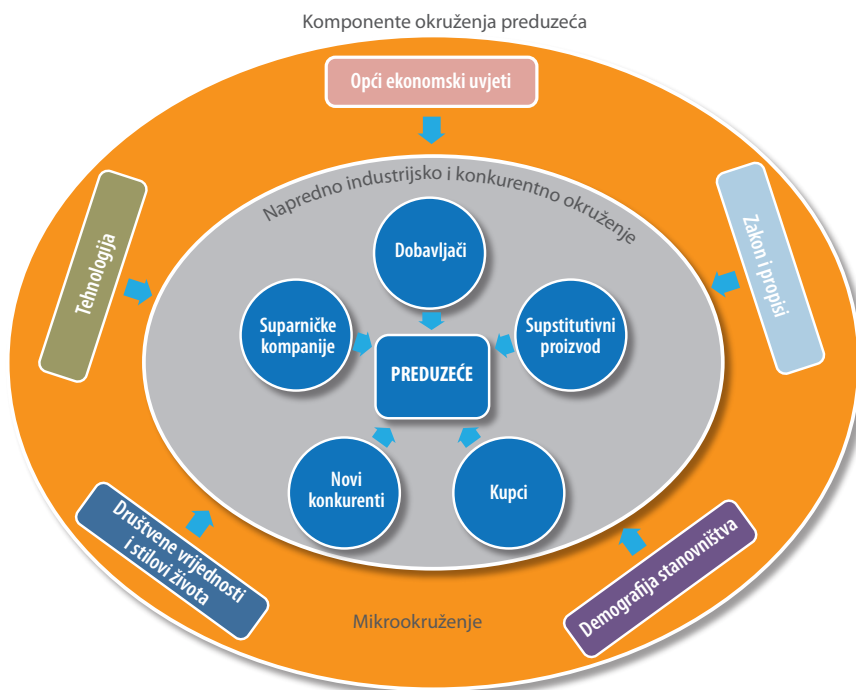 Komponente okruženja preduzeća
Opći ekonomski uvjeti
Napredno industrijsko i konkurentno okruženje
Tehnologija
Zakon i propisi
Dobavljači
Suparničke
kompanije
Supstitutivni
proizvod
PREDUZEĆE
Novi
konkurenti
Kupci
Društvene vrijednosti
i stilovi života
Demografija stanovništva
Mikrookruženje